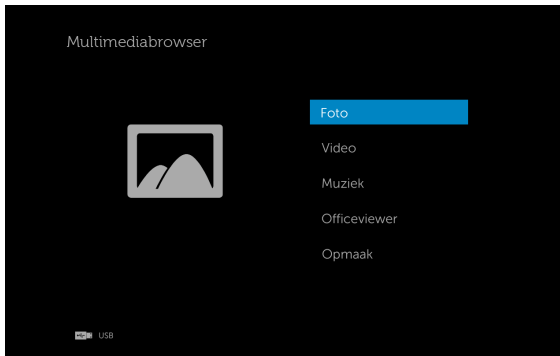 Multimediabrowser
Foto
Video
Muziek
Officeviewer
Opmaak
USB